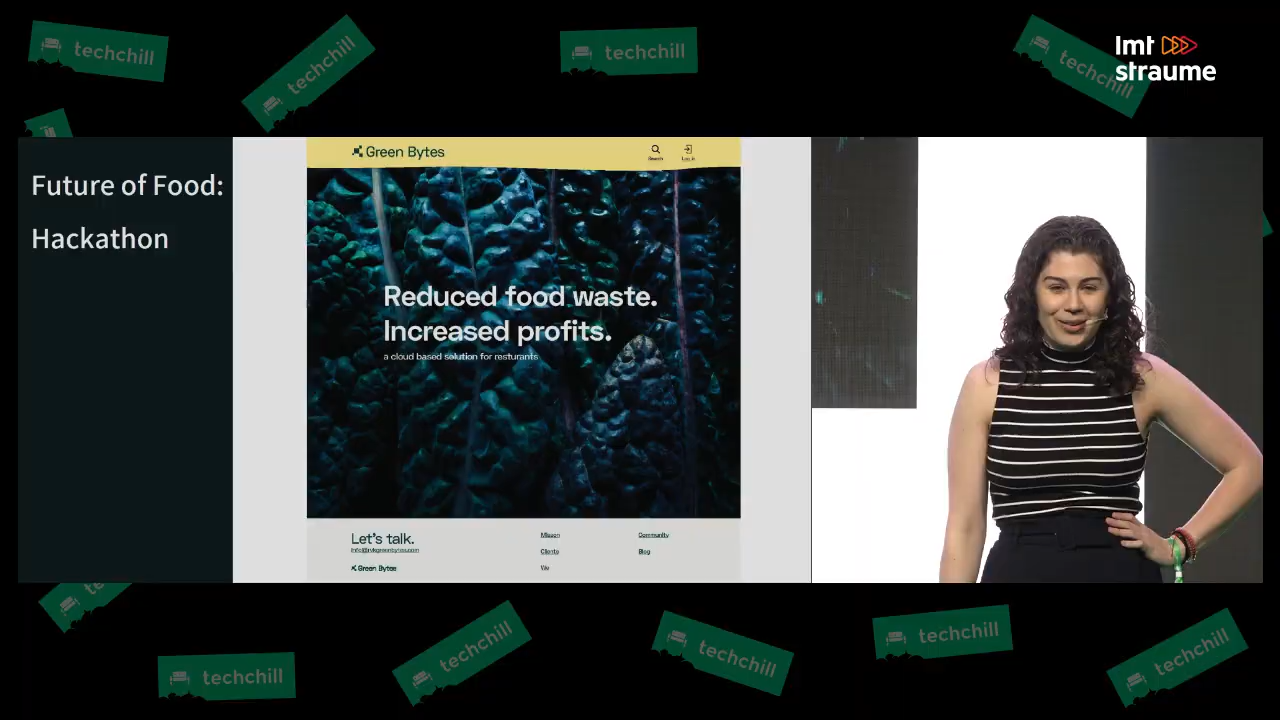 techchill
techchill
techchill
techchill
lmt
straume
Future of Food:
Hackathon
Green Bytes
Search
Log in
Reduced food waste.
Increased profits.
a cloud based solution for resturants
Let's talk.
Mission
Community
Clients
Blog
Green Bytes
We
techchill
techchill
techchill
techchill
techchill